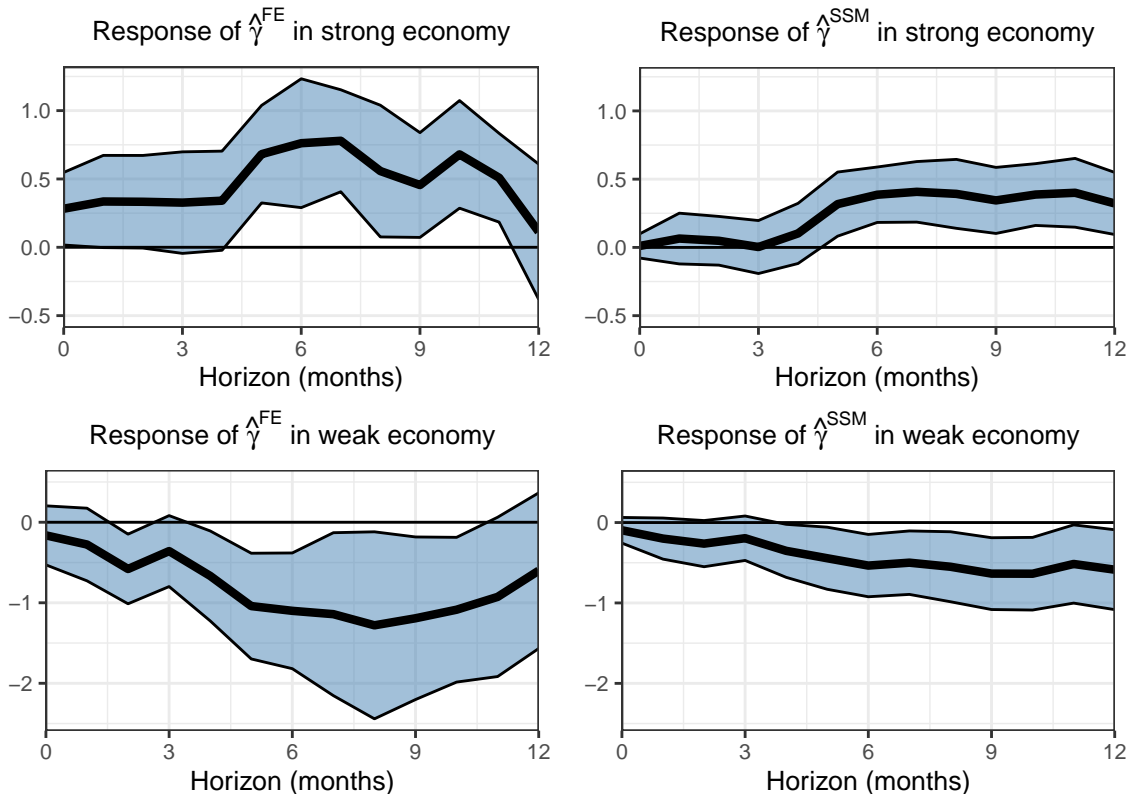 Response of γ̂^FE in strong economy
1.0
0.5
0.0
−0.5
0 3 6 9 12
Horizon (months)
Response of γ̂^SSM in strong economy
1.0
0.5
0.0
−0.5
0 3 6 9 12
Horizon (months)
Response of γ̂^FE in weak economy
0
−1
−2
0 3 6 9 12
Horizon (months)
Response of γ̂^SSM in weak economy
0
−1
−2
0 3 6 9 12
Horizon (months)